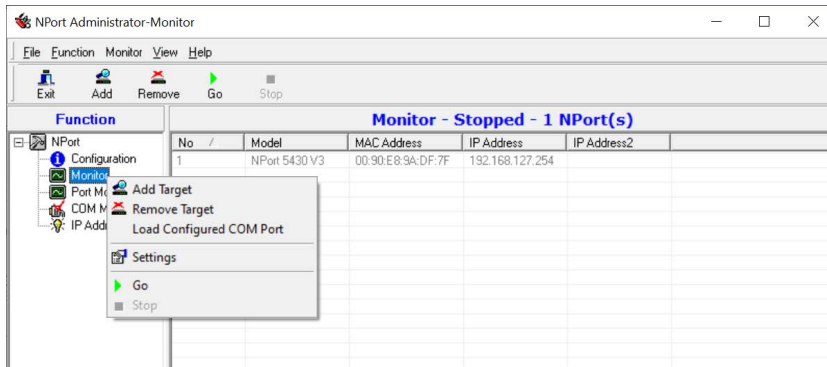 NPort Administrator-Monitor
File Function Monitor View Help
Exit Add Remove Go Stop
Function
Monitor - Stopped - 1 NPort(s)
NPort
Configuration
Monitor
Port Mo
COM M
IP Addr
No / Model MAC Address IP Address IP Address2
1 NPort 5430 V3 00:90:E8:9A:DF:7F 192.168.127.254
Add Target
Remove Target
Load Configured COM Port
Settings
Go
Stop